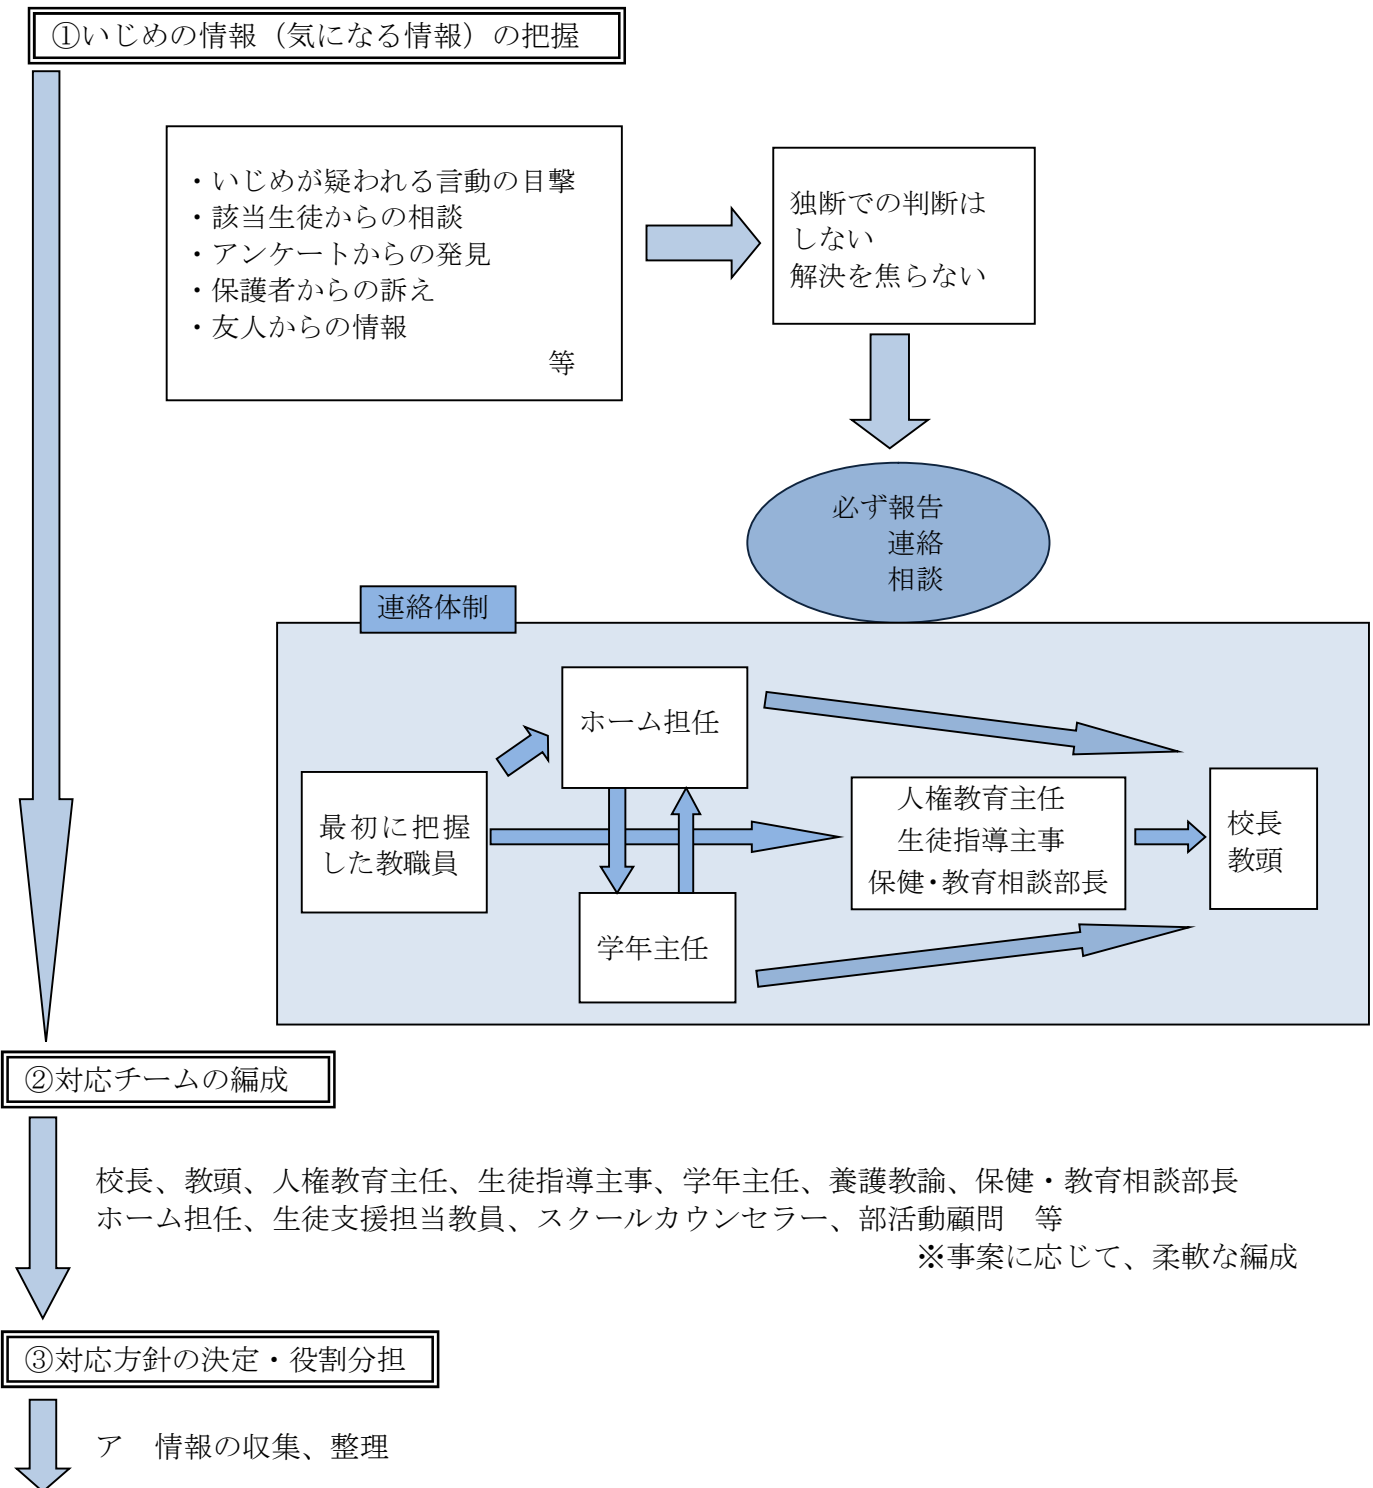 ①いじめの情報（気になる情報）の把握
・いじめが疑われる言動の目撃
・該当生徒からの相談
・アンケートからの発見
・保護者からの訴え
・友人からの情報
等
独断での判断は
しない
解決を焦らない
必ず報告
連絡
相談
連絡体制
ホーム担任
最初に把握
した教職員
学年主任
人権教育主任
生徒指導主事
保健・教育相談部長
校長
教頭
②対応チームの編成
校長、教頭、人権教育主任、生徒指導主事、学年主任、養護教諭、保健・教育相談部長
ホーム担任、生徒支援担当教員、スクールカウンセラー、部活動顧問　等
※事案に応じて、柔軟な編成
③対応方針の決定・役割分担
ア　情報の収集、整理